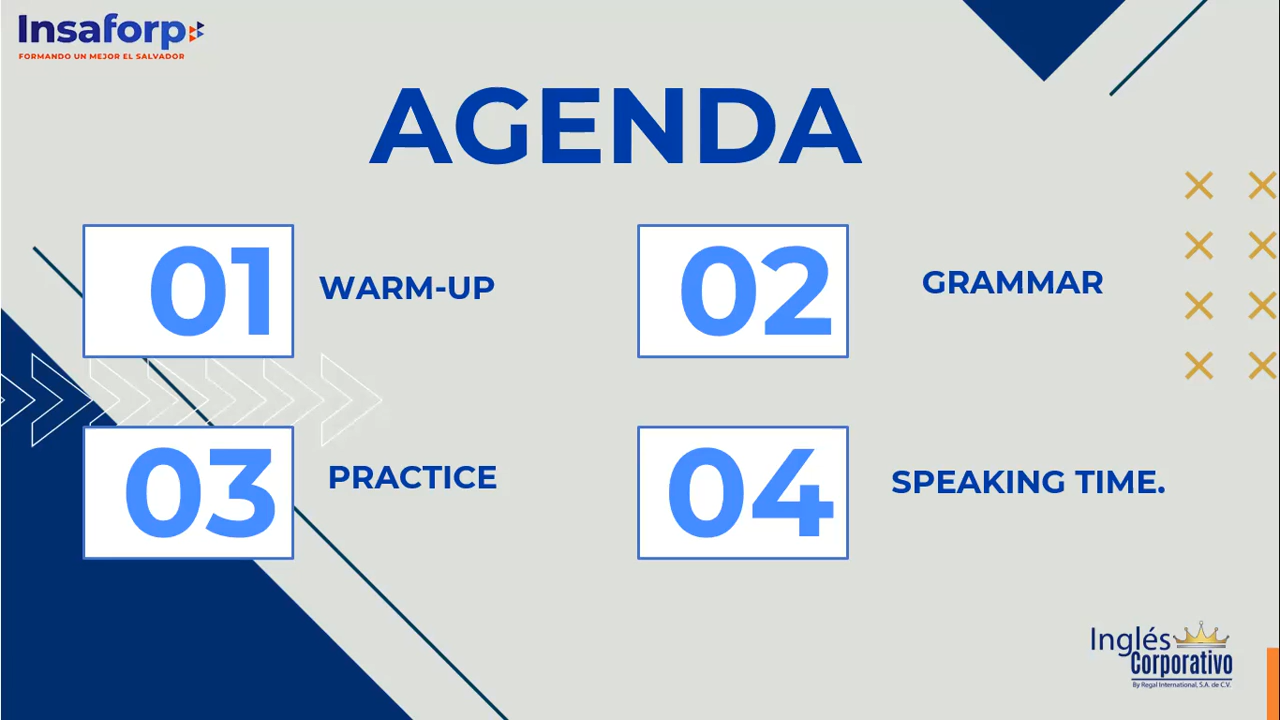 Insaforp
FORMANDO UN MEJOR EL SALVADOR
AGENDA
01
WARM-UP
02
GRAMMAR
03
PRACTICE
04
SPEAKING TIME.
Inglés
Corporativo
By Regal International, S.A. de C.V.